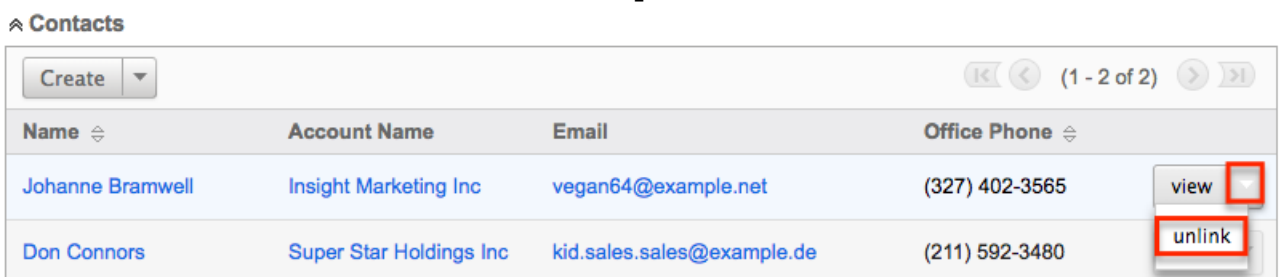 Contacts
Create (1 - 2 of 2)
Name Account Name Email Office Phone
Johanne Bramwell Insight Marketing Inc vegan64@example.net (327) 402-3565 view
unlink
Don Connors Super Star Holdings Inc kid.sales.sales@example.de (211) 592-3480